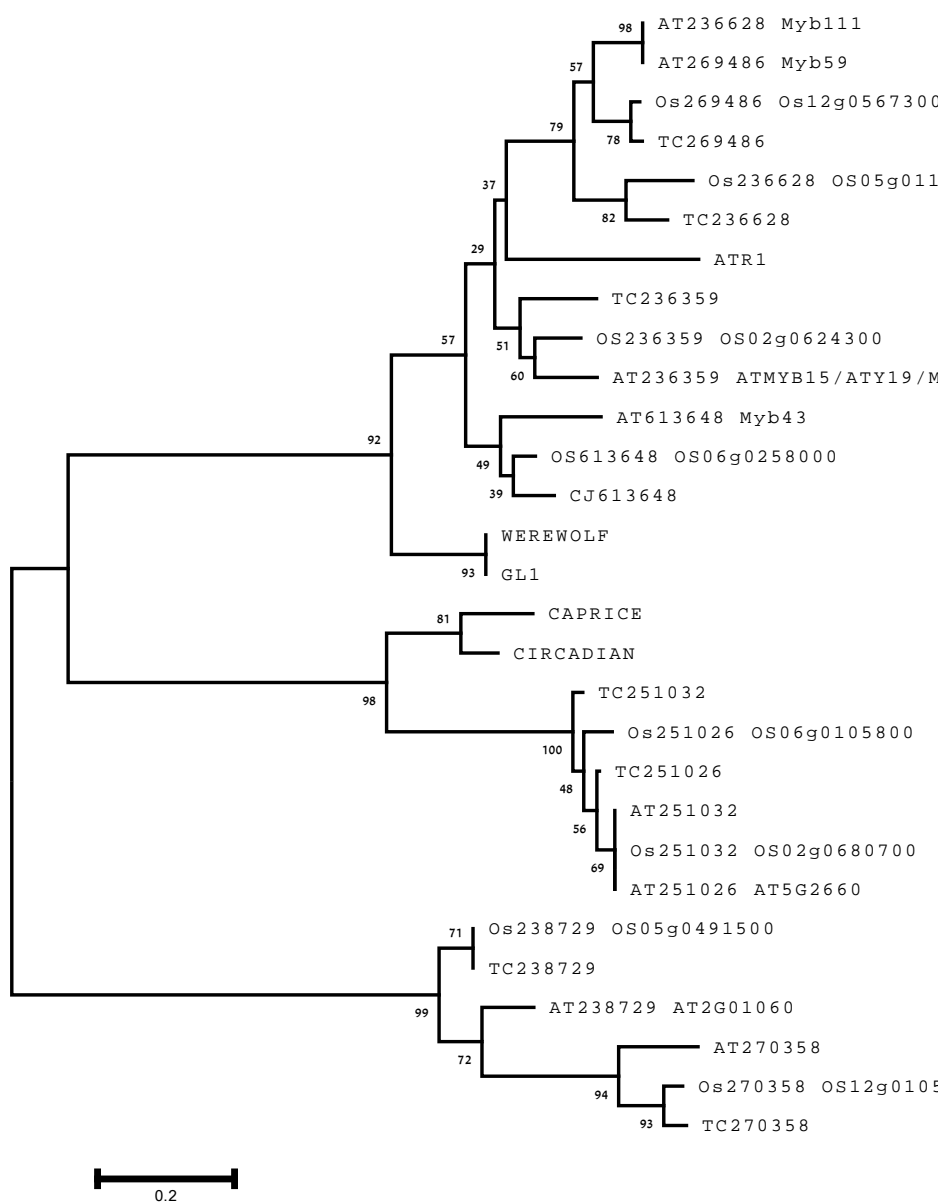 98
AT236628 Myb111
57
AT269486 Myb59
Os269486 Os12g0567300
79
78
TC269486
37
Os236628 OS05g011
82
TC236628
29
ATR1
TC236359
57
51
OS236359 OS02g0624300
60
AT236359 ATMYB15/ATY19/M
92
AT613648 Myb43
49
OS613648 OS06g0258000
39
CJ613648
WEREWOLF
93
GL1
81
CAPRICE
CIRCADIAN
98
TC251032
100
Os251026 OS06g0105800
48
TC251026
56
AT251032
69
Os251032 OS02g0680700
AT251026 AT5G2660
71
Os238729 OS05g0491500
TC238729
99
AT238729 AT2G01060
72
AT270358
94
Os270358 OS12g0105
93
TC270358
0.2